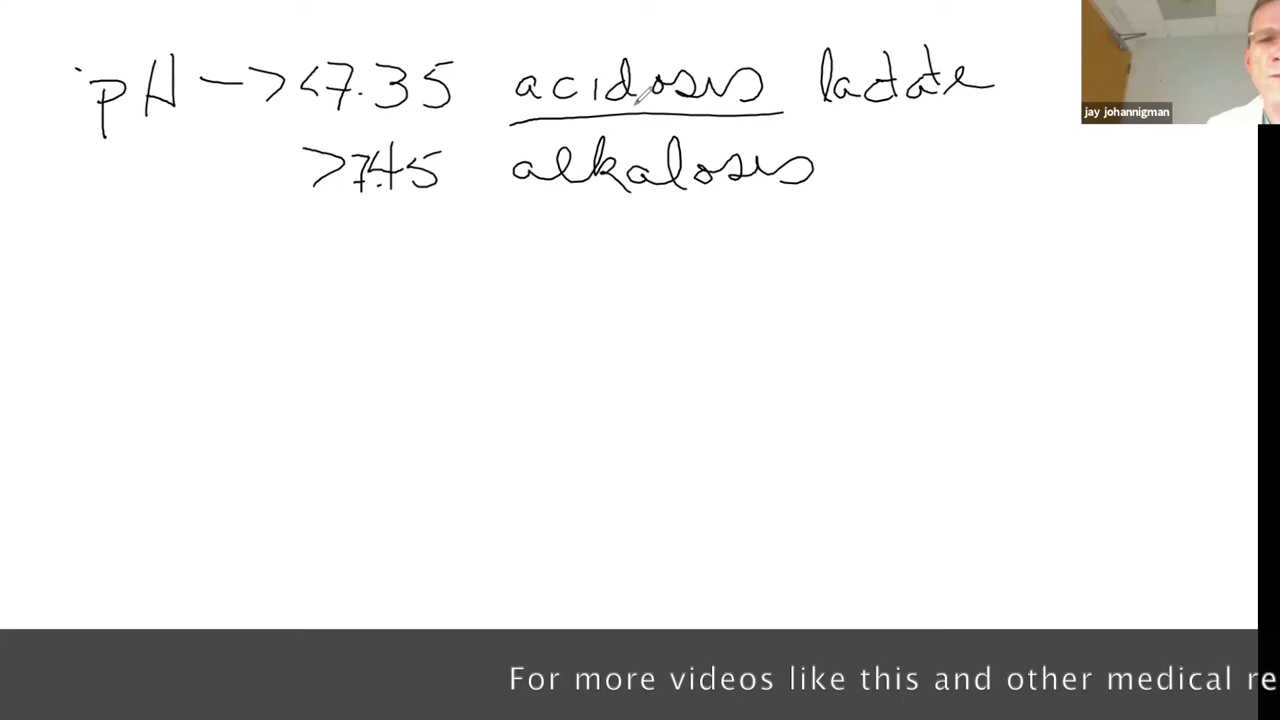 pH -> <7.35 acidosis lactate
>7.45 alkalosis
jay johannigman
For more videos like this and other medical re